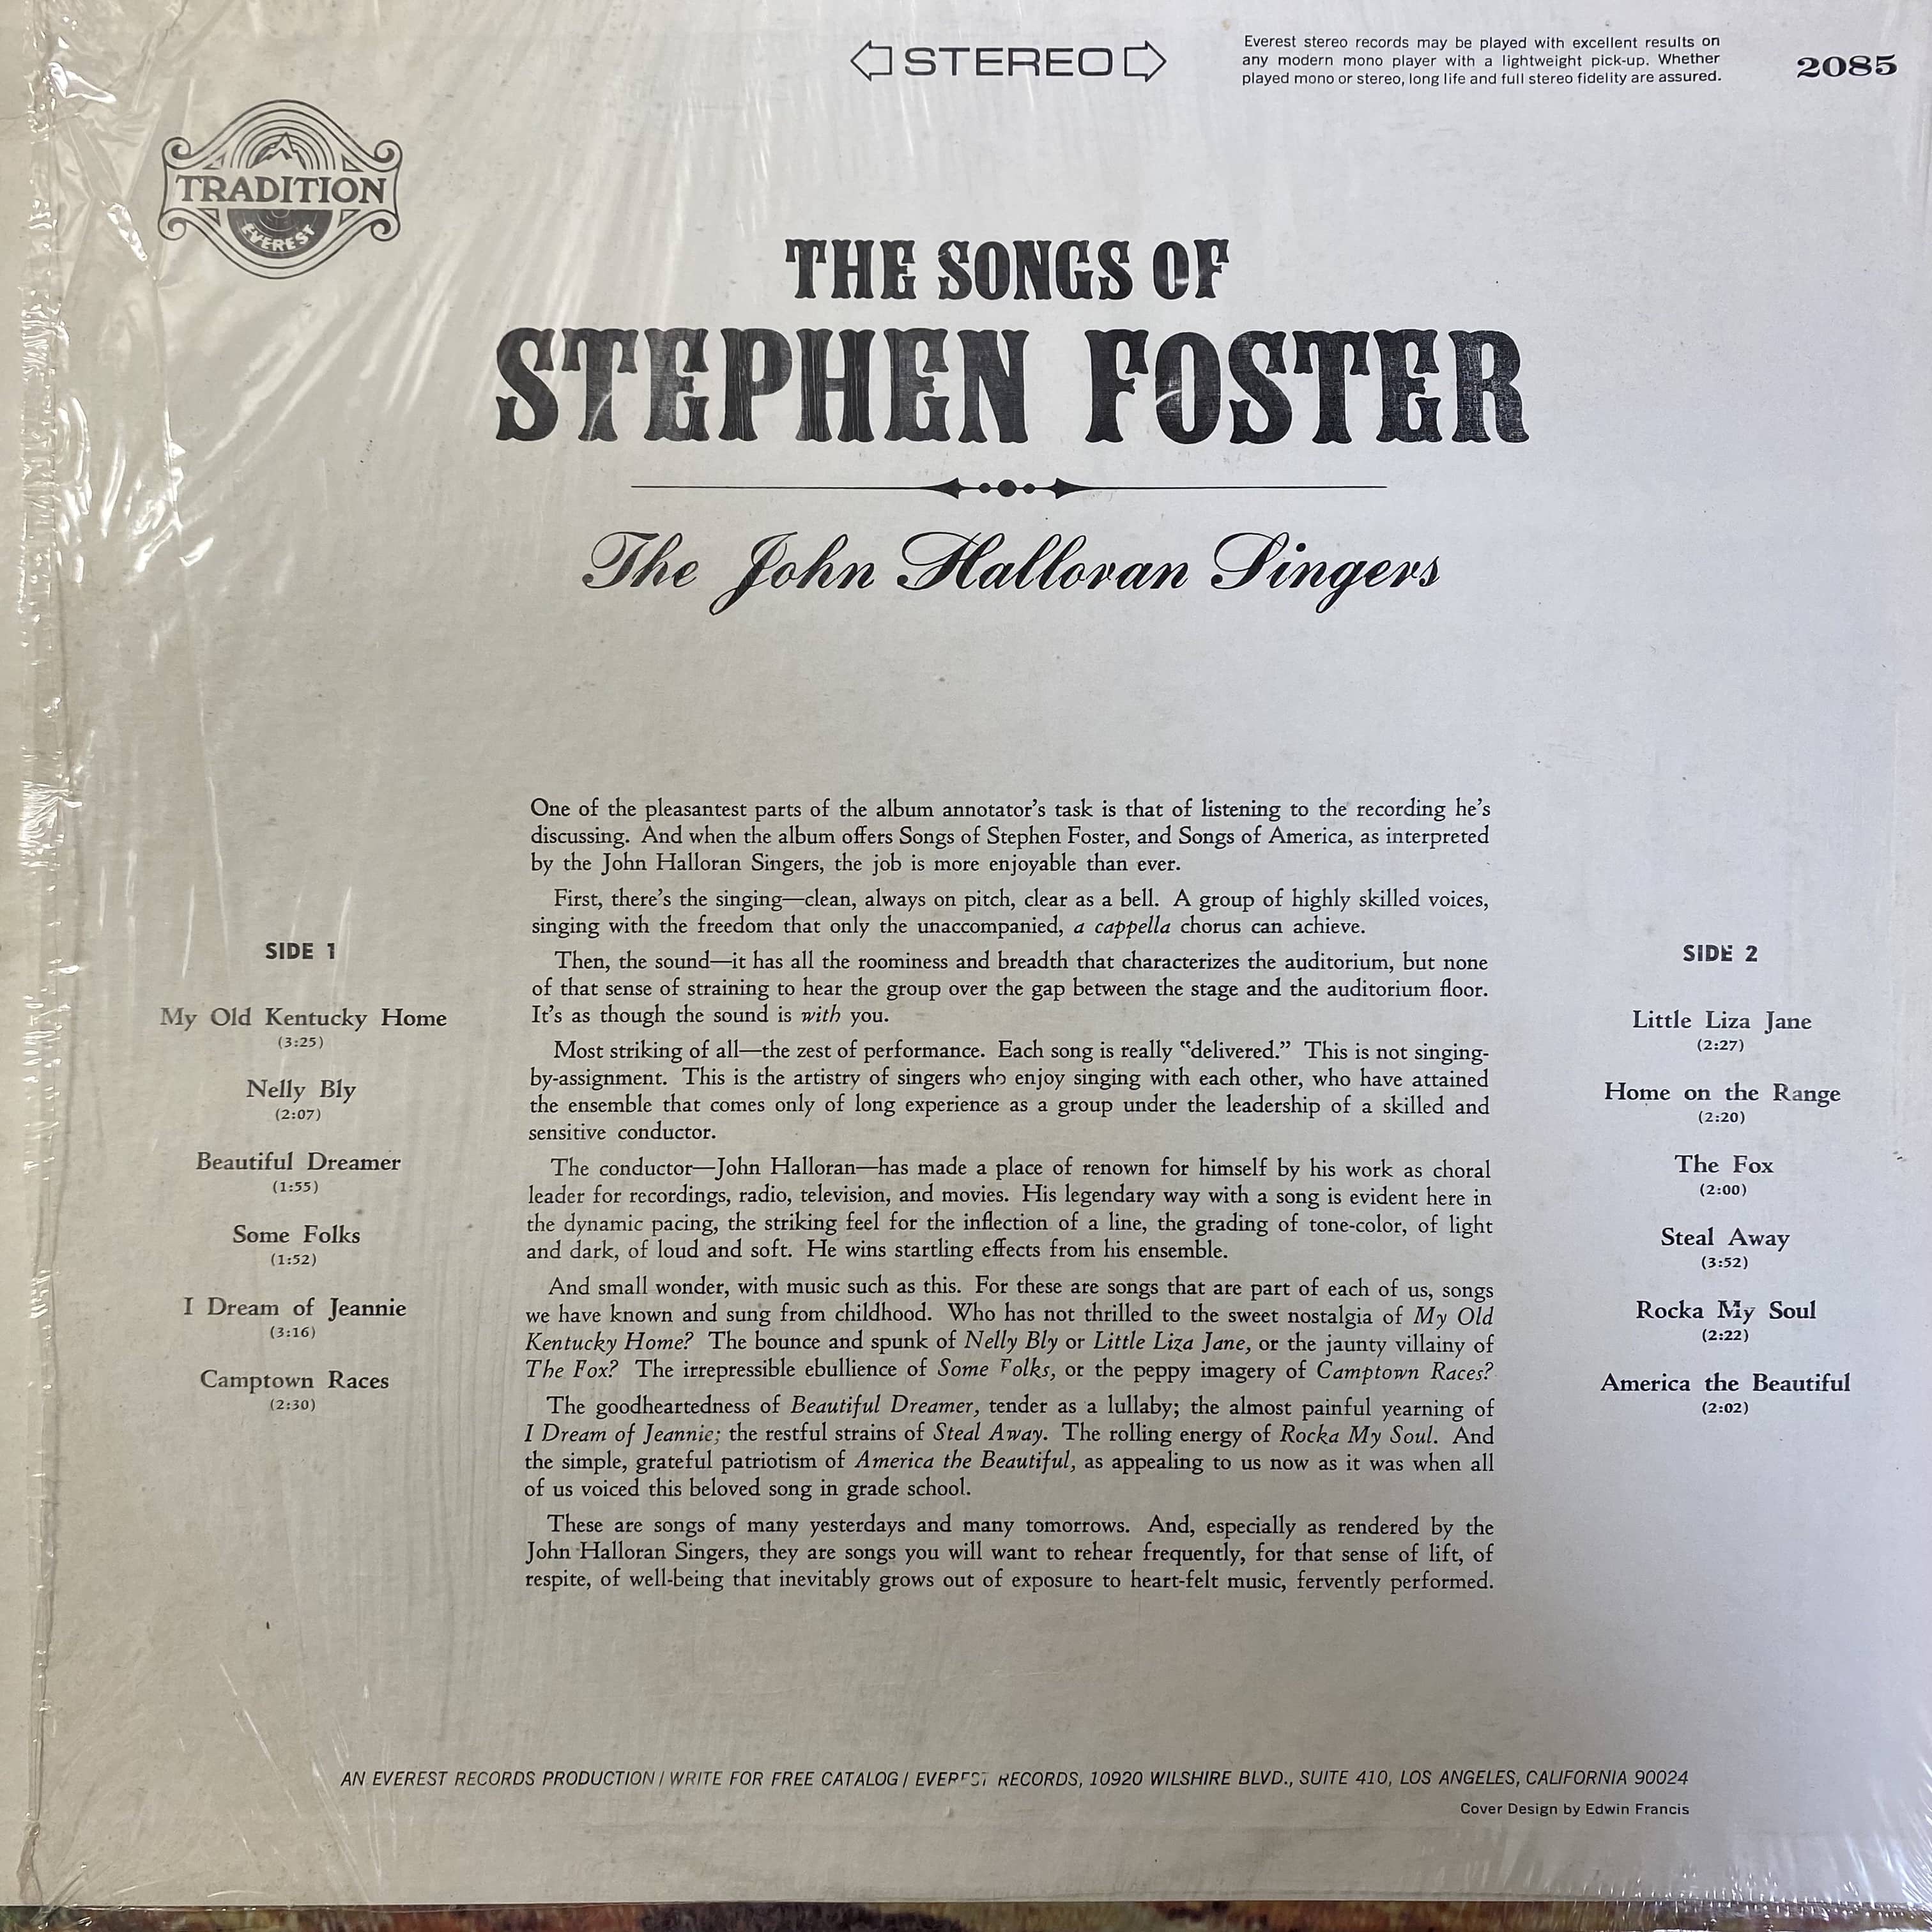 STEREO
Everest stereo records may be played with excellent results on
any modern mono player with a lightweight pick-up. Whether
played mono or stereo, long life and full stereo fidelity are assured.
2085
TRADITION
EVEREST
THE SONGS OF
STEPHEN FOSTER
The John Halloran Singers
One of the pleasantest parts of the album annotator's task is that of listening to the recording he's
discussing. And when the album offers Songs of Stephen Foster, and Songs of America, as interpreted
by the John Halloran Singers, the job is more enjoyable than ever.
First, there's the singing—clean, always on pitch, clear as a bell. A group of highly skilled voices,
singing with the freedom that only the unaccompanied, a cappella chorus can achieve.
Then, the sound—it has all the roominess and breadth that characterizes the auditorium, but none
of that sense of straining to hear the group over the gap between the stage and the auditorium floor.
It's as though the sound is with you.
Most striking of all—the zest of performance. Each song is really "delivered." This is not singing-
by-assignment. This is the artistry of singers who enjoy singing with each other, who have attained
the ensemble that comes only of long experience as a group under the leadership of a skilled and
sensitive conductor.
The conductor—John Halloran—has made a place of renown for himself by his work as choral
leader for recordings, radio, television, and movies. His legendary way with a song is evident here in
the dynamic pacing, the striking feel for the inflection of a line, the grading of tone-color, of light
and dark, of loud and soft. He wins startling effects from his ensemble.
And small wonder, with music such as this. For these are songs that are part of each of us, songs
we have known and sung from childhood. Who has not thrilled to the sweet nostalgia of My Old
Kentucky Home? The bounce and spunk of Nelly Bly or Little Liza Jane, or the jaunty villainy of
The Fox? The irrepressible ebullience of Some Folks, or the peppy imagery of Camptown Races?
The goodheartedness of Beautiful Dreamer, tender as a lullaby; the almost painful yearning of
I Dream of Jeannie; the restful strains of Steal Away. The rolling energy of Rocka My Soul. And
the simple, grateful patriotism of America the Beautiful, as appealing to us now as it was when all
of us voiced this beloved song in grade school.
These are songs of many yesterdays and many tomorrows. And, especially as rendered by the
John Halloran Singers, they are songs you will want to rehear frequently, for that sense of lift, of
respite, of well-being that inevitably grows out of exposure to heart-felt music, fervently performed.
SIDE 1
My Old Kentucky Home
(3:25)
Nelly Bly
(2:07)
Beautiful Dreamer
(1:55)
Some Folks
(1:52)
I Dream of Jeannie
(3:16)
Camptown Races
(2:30)
SIDE 2
Little Liza Jane
(2:27)
Home on the Range
(2:20)
The Fox
(2:00)
Steal Away
(3:52)
Rocka My Soul
(2:22)
America the Beautiful
(2:02)
AN EVEREST RECORDS PRODUCTION / WRITE FOR FREE CATALOG / EVEREST RECORDS, 10920 WILSHIRE BLVD., SUITE 410, LOS ANGELES, CALIFORNIA 90024
Cover Design by Edwin Francis